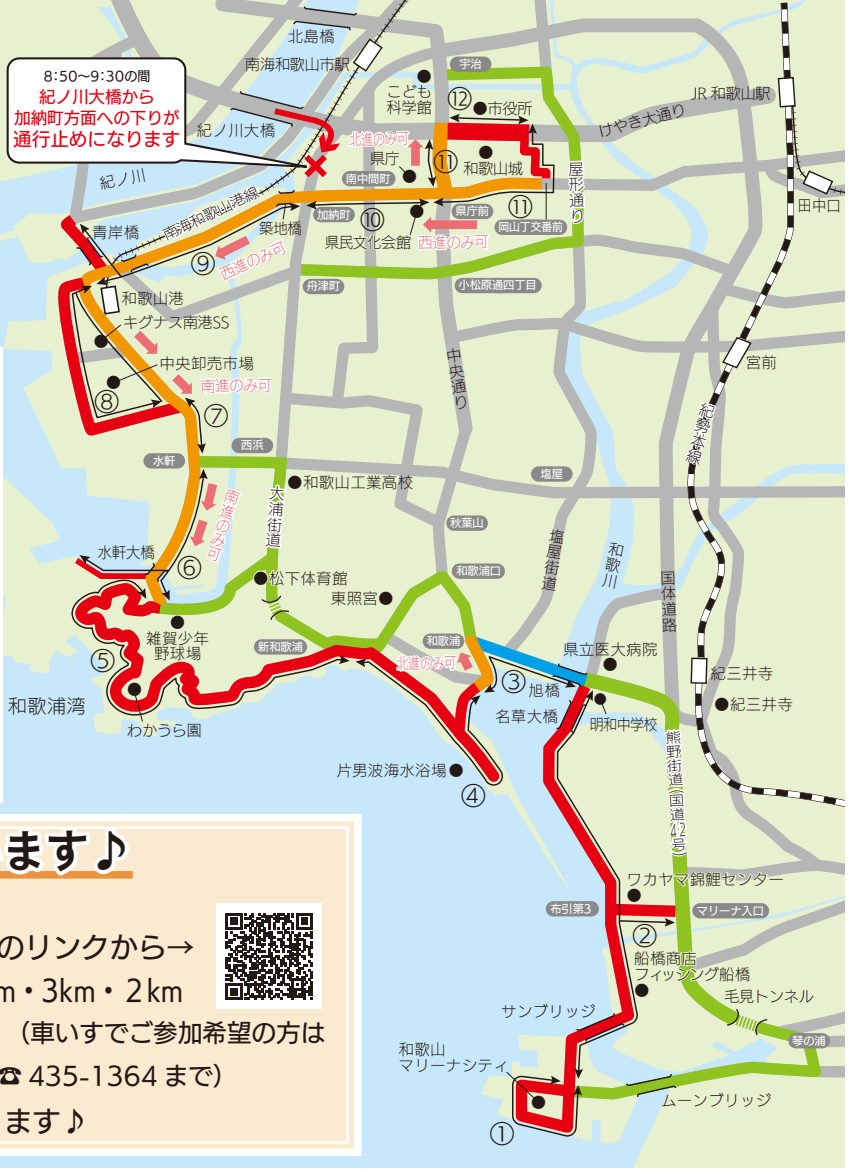 北島橋
南海和歌山市駅
8:50〜9:30の間
紀ノ川大橋から
加納町方面への下りが
通行止めになります
こども
科学館
宇治
⑫
市役所
JR和歌山駅
けやき大通り
紀ノ川大橋
北進のみ可
県庁
⑪
和歌山城
紀ノ川
南中間町
屋形通り
南海和歌山港線
加納町
⑩
県庁前
⑪
田中口
青岸橋
築地橋
県民文化会館
西進のみ可
岡山丁交番前
⑨
西進のみ可
舟津町
小松原通四丁目
和歌山港
キグナス南港SS
中央卸売市場
南進のみ可
⑧
⑦
中央通り
宮前
紀勢本線
水軒
西浜
和歌山工業高校
塩屋
大浦街道
南進のみ可
秋葉山
塩屋街道
和歌川
国体道路
水軒大橋
⑥
松下体育館
和歌浦口
東照宮
雑賀少年
野球場
新和歌浦
和歌浦
北進のみ可
県立医大病院
⑤
③
旭橋
紀三井寺
紀三井寺
和歌浦湾
わかうら園
名草大橋
明和中学校
熊野街道(国道42号)
片男波海水浴場
④
ワカヤマ錦鯉センター
布引第3
マリーナ入口
②
船橋商店
フィッシング船橋
毛見トンネル
サンブリッジ
琴の浦
和歌山
マリーナシティ
ムーンブリッジ
①
ます♪
のリンクから→
m・3km・2km
(車いすでご参加希望の方は
☎ 435-1364 まで)
ます♪